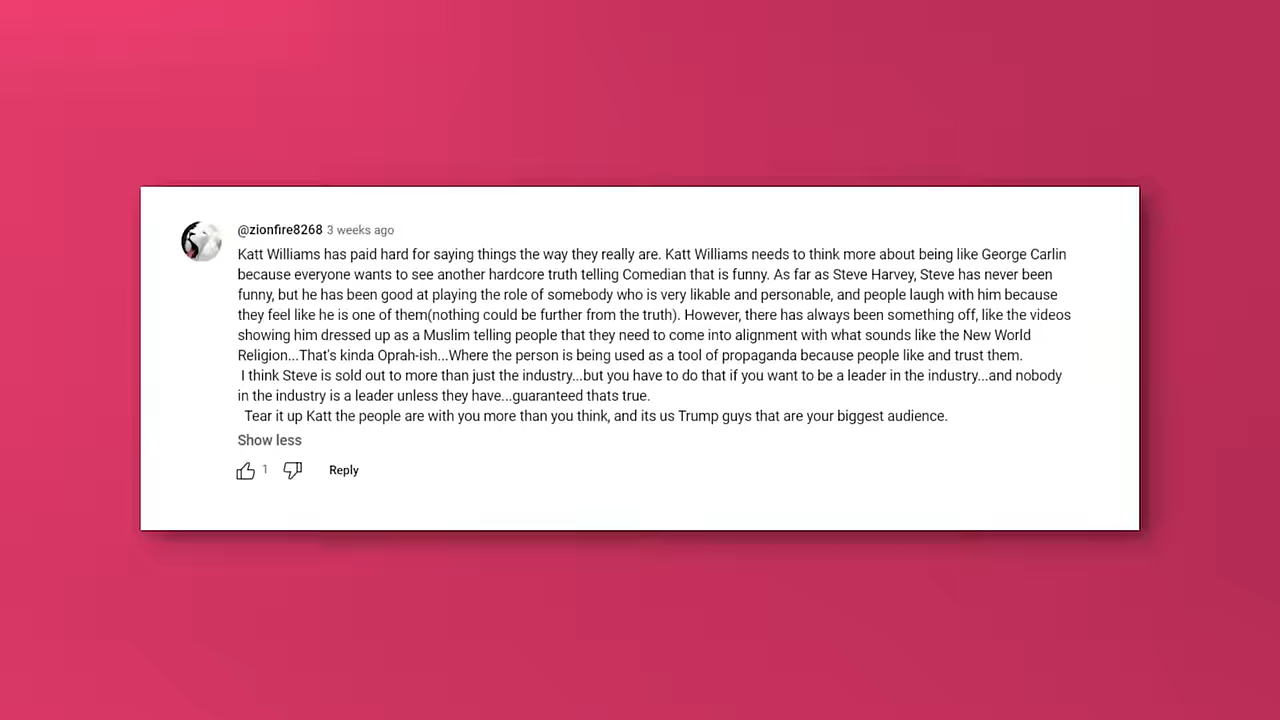 @zionfire8268 3 weeks ago
Katt Williams has paid hard for saying things the way they really are. Katt Williams needs to think more about being like George Carlin
because everyone wants to see another hardcore truth telling Comedian that is funny. As far as Steve Harvey, Steve has never been
funny, but he has been good at playing the role of somebody who is very likable and personable, and people laugh with him because
they feel like he is one of them(nothing could be further from the truth). However, there has always been something off, like the videos
showing him dressed up as a Muslim telling people that they need to come into alignment with what sounds like the New World
Religion...That's kinda Oprah-ish...Where the person is being used as a tool of propaganda because people like and trust them.
I think Steve is sold out to more than just the industry...but you have to do that if you want to be a leader in the industry...and nobody
in the industry is a leader unless they have...guaranteed thats true.
Tear it up Katt the people are with you more than you think, and its us Trump guys that are your biggest audience.
Show less
1 Reply